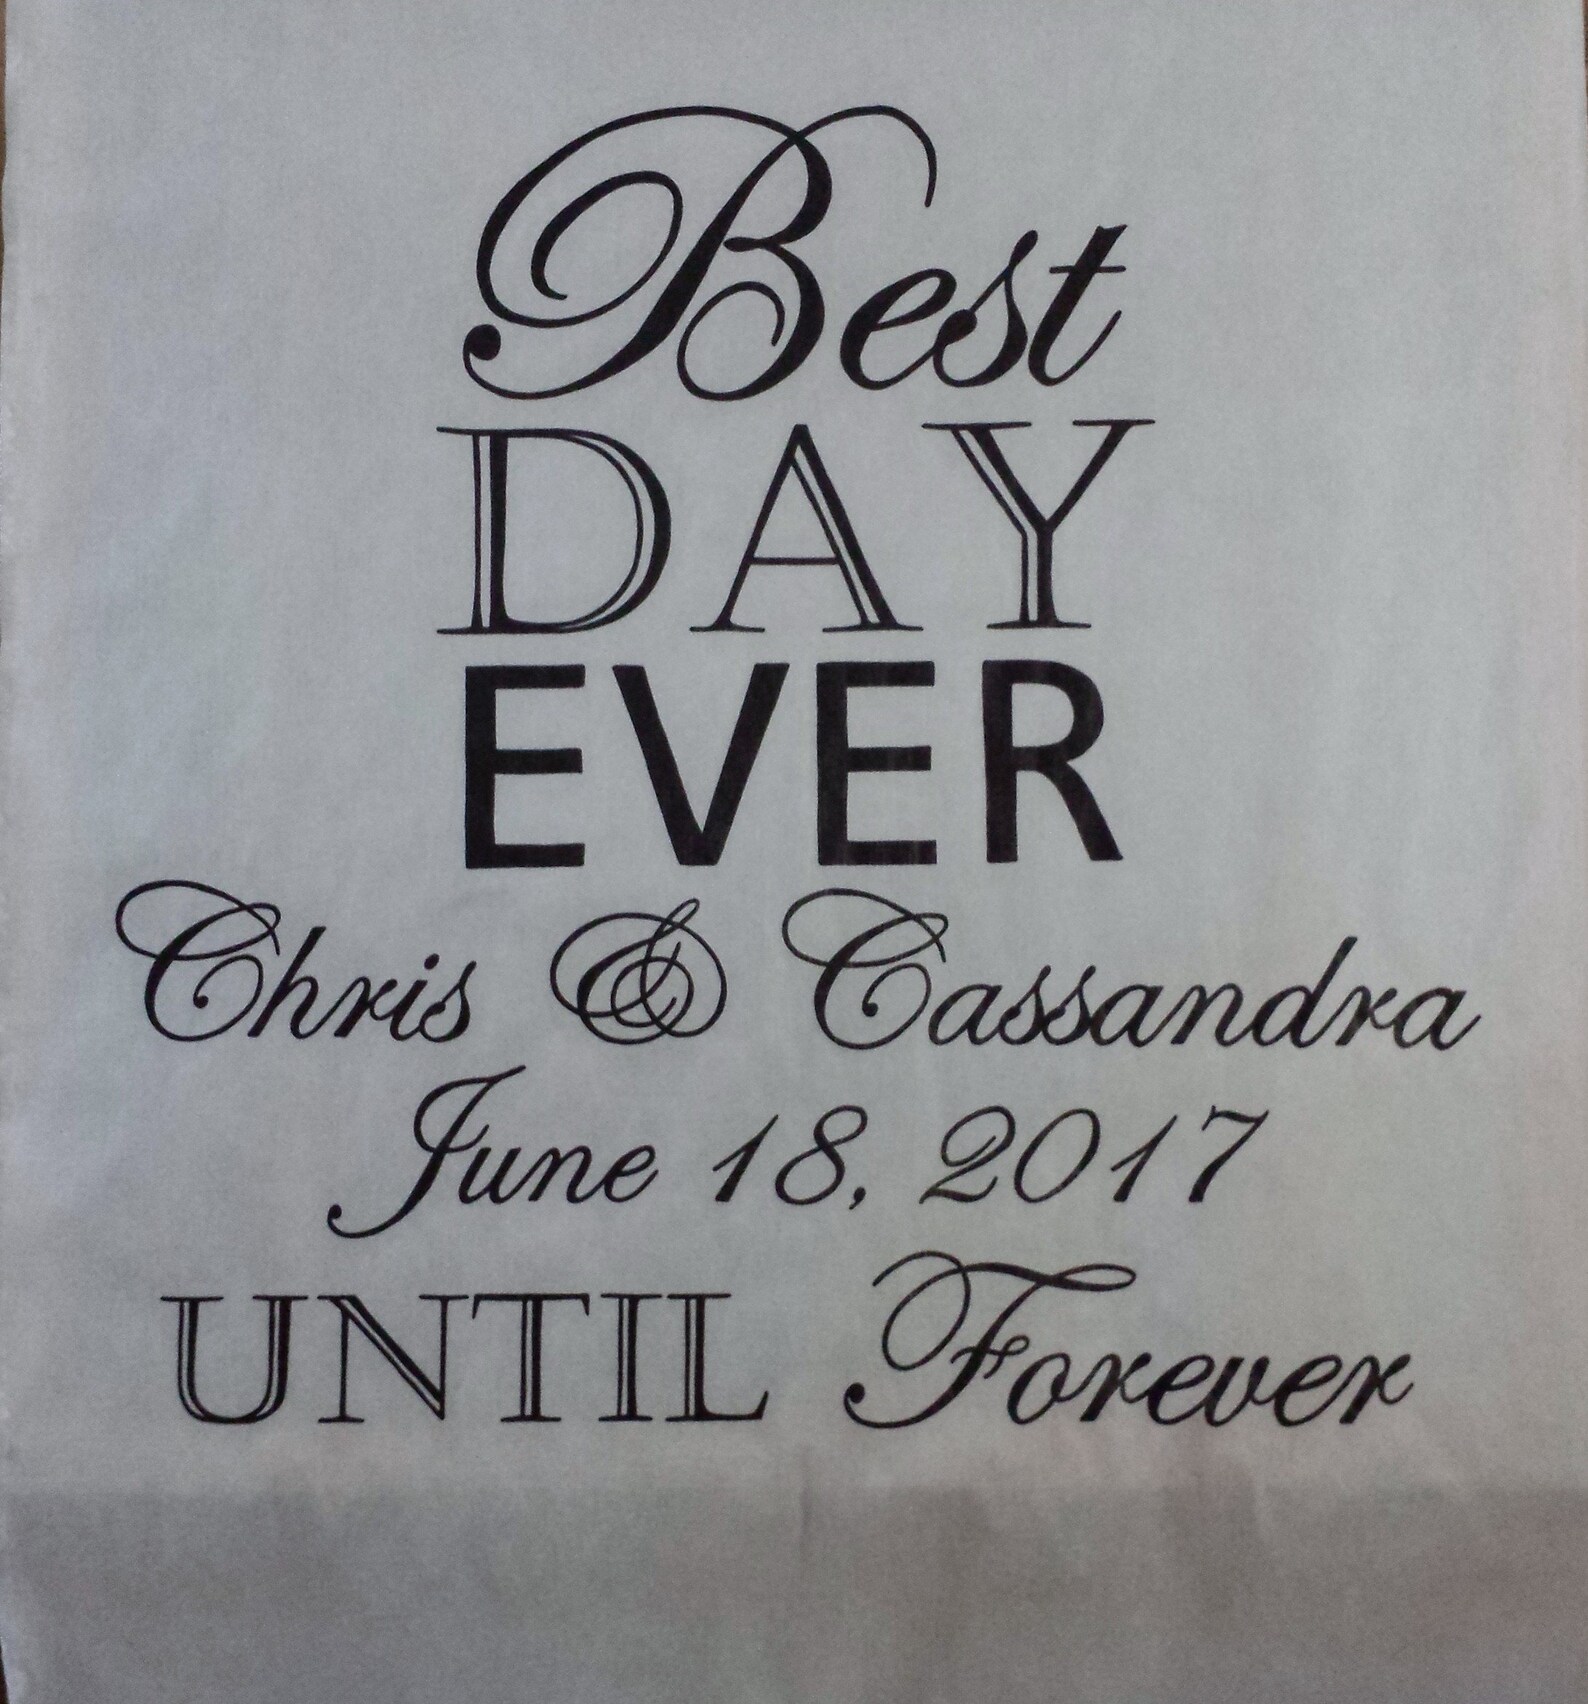 Best
DAY
EVER
Chris & Cassandra
June 18, 2017
UNTIL Forever